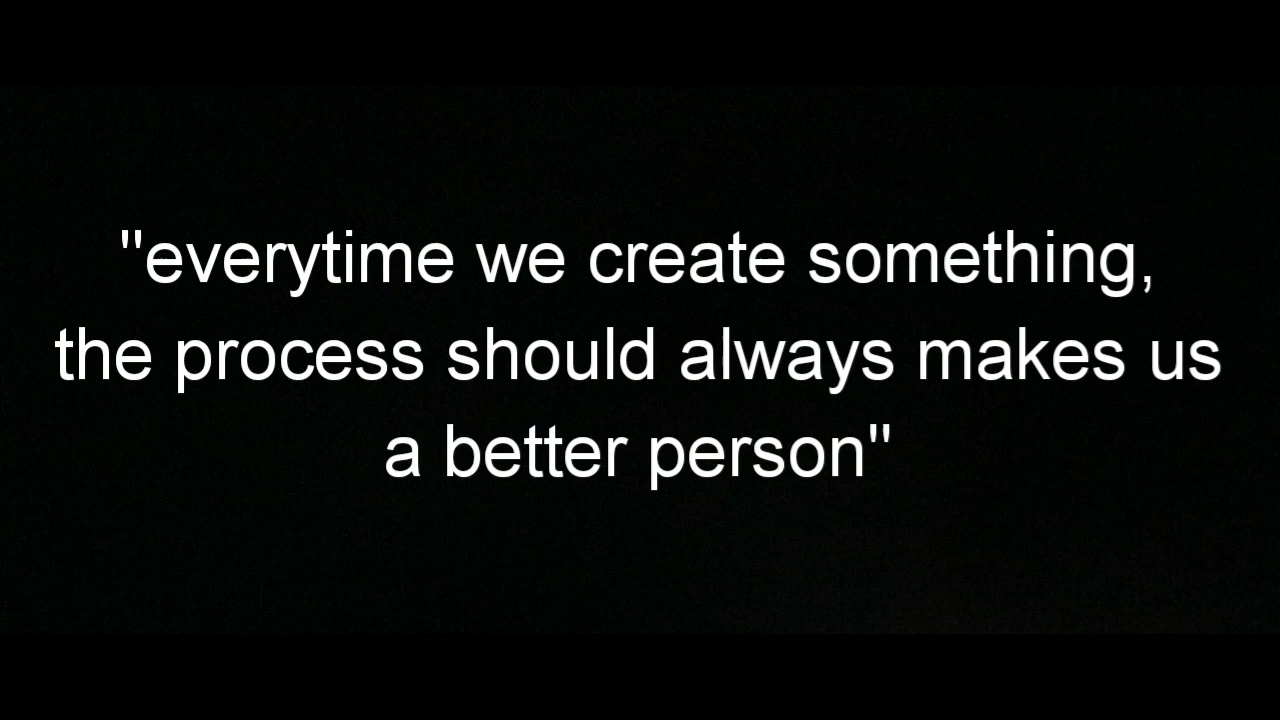 "everytime we create something,
the process should always makes us
a better person"